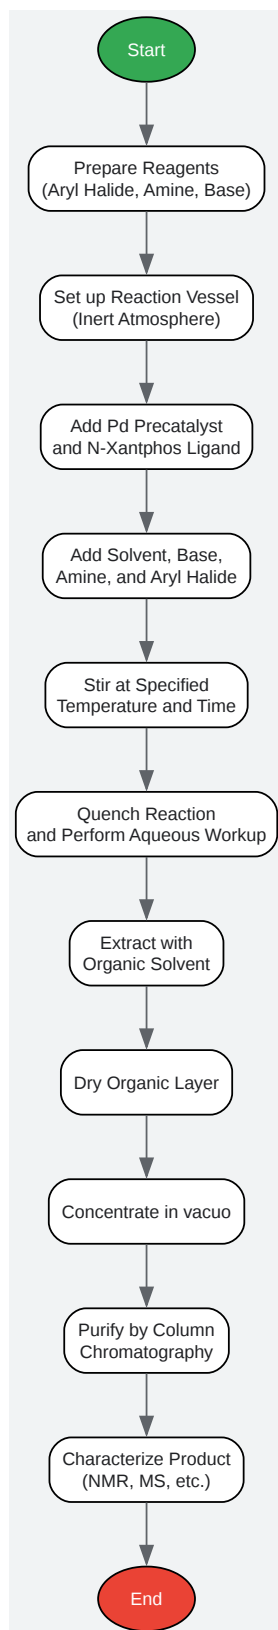 Start
Prepare Reagents
(Aryl Halide, Amine, Base)
Set up Reaction Vessel
(Inert Atmosphere)
Add Pd Precatalyst
and N-Xantphos Ligand
Add Solvent, Base,
Amine, and Aryl Halide
Stir at Specified
Temperature and Time
Quench Reaction
and Perform Aqueous Workup
Extract with
Organic Solvent
Dry Organic Layer
Concentrate in vacuo
Purify by Column
Chromatography
Characterize Product
(NMR, MS, etc.)
End